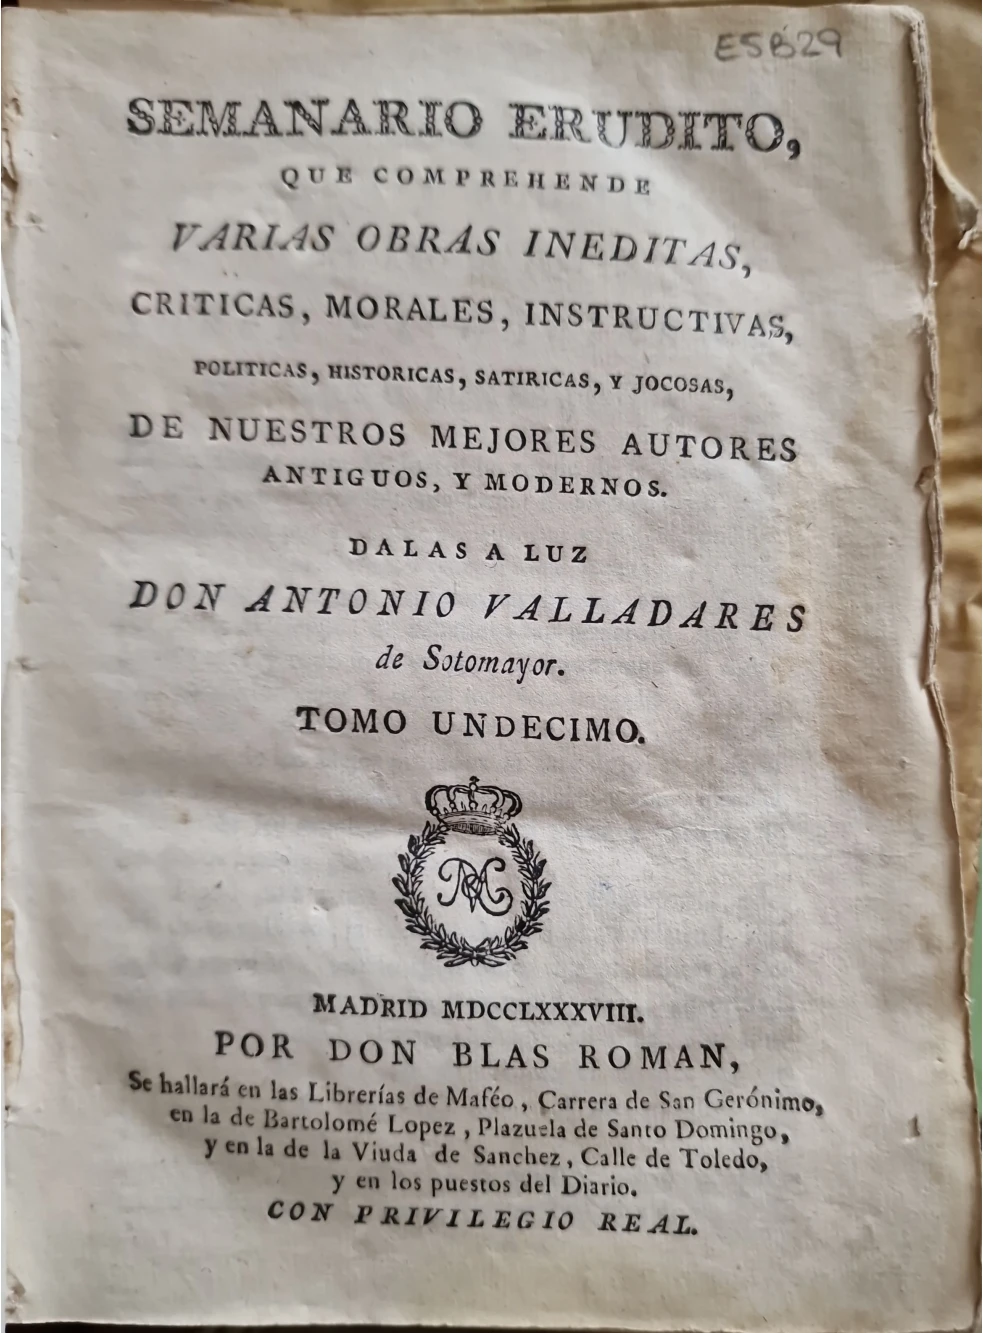 ESB29
SEMANARIO ERUDITO,
QUE COMPREHENDE
VARIAS OBRAS INEDITAS,
CRITICAS, MORALES, INSTRUCTIVAS,
POLITICAS, HISTORICAS, SATIRICAS, Y JOCOSAS,
DE NUESTROS MEJORES AUTORES
ANTIGUOS, Y MODERNOS.
DALAS A LUZ
DON ANTONIO VALLADARES
de Sotomayor.
TOMO UNDECIMO.
MADRID MDCCLXXXVIII.
POR DON BLAS ROMAN,
Se hallará en las Librerías de Maféo, Carrera de San Gerónimo,
en la de Bartolomé Lopez, Plazuela de Santo Domingo,
y en la de la Viuda de Sanchez, Calle de Toledo,
y en los puestos del Diario.
CON PRIVILEGIO REAL.